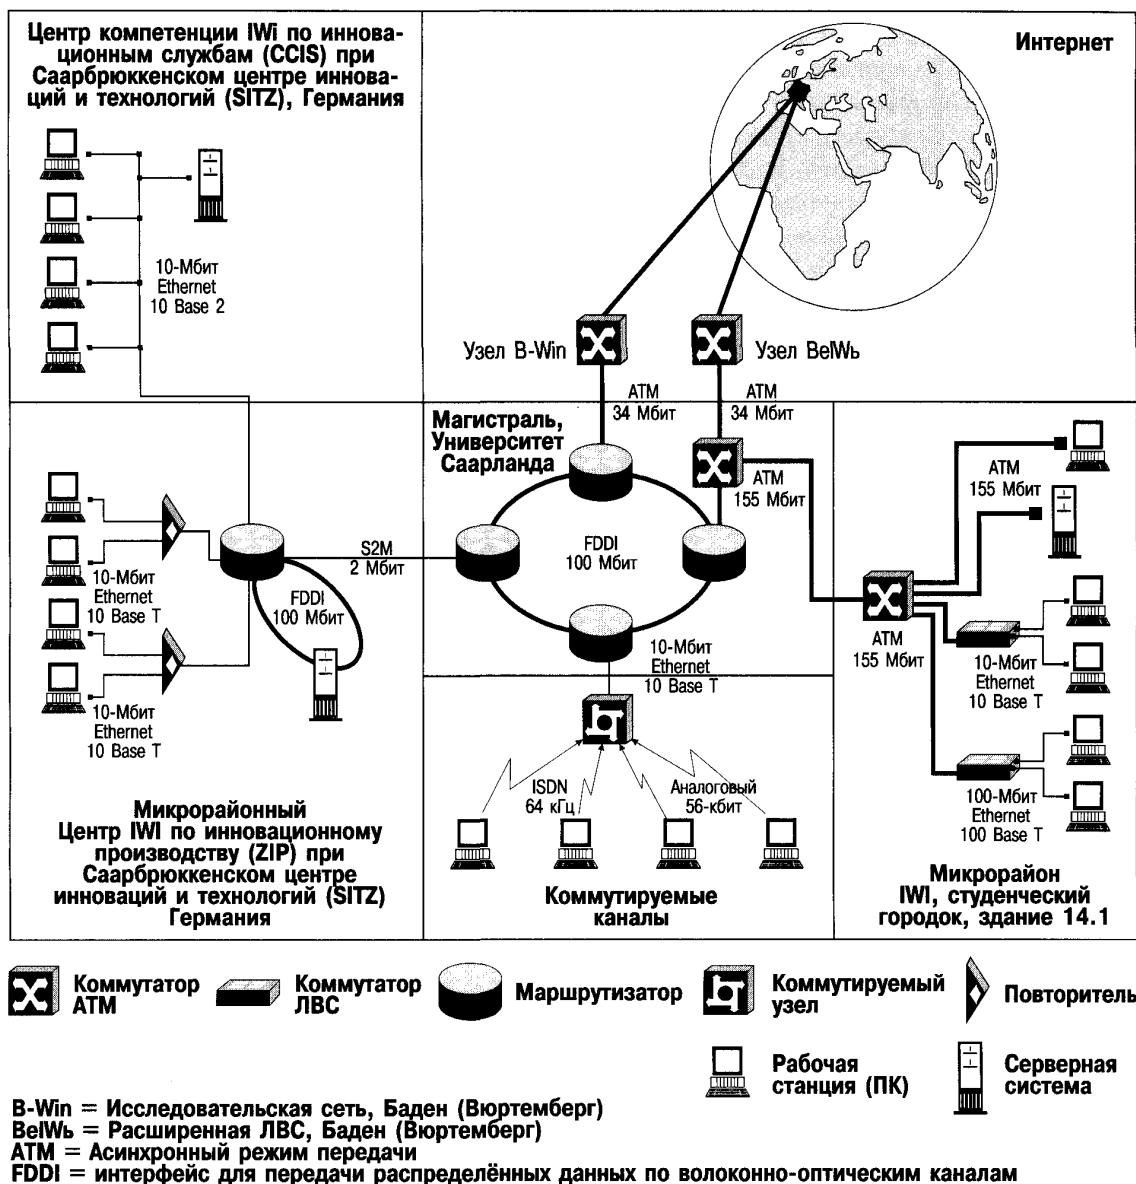 Центр компетенции IWi по иннова-
ционным службам (CCIS) при
Саарбрюккенском центре иннова-
ций и технологий (SITZ), Германия
10-Мбит
Ethernet
10 Base 2
Интернет
Узел B-Win
Узел BelWь
ATM
34 Мбит
ATM
34 Мбит
Магистраль,
Университет
Саарланда
ATM
155 Мбит
FDDI
100 Мбит
S2M
2 Мбит
10-Мбит
Ethernet
10 Base T
10-Мбит
Ethernet
10 Base T
FDDI
100 Мбит
10-Мбит
Ethernet
10 Base T
Микрорайонный
Центр IWI по инновационному
производству (ZIP) при
Саарбрюккенском центре
инноваций и технологий (SITZ)
Германия
ISDN
64 кГц
Аналоговый
56-кбит
Коммутируемые
каналы
ATM
155 Мбит
ATM
155 Мбит
10-Мбит
Ethernet
10 Base T
100-Мбит
Ethernet
100 Base T
Микрорайон
IWI, студенческий
городок, здание 14.1
Коммутатор
ATM
Коммутатор
ЛВС
Маршрутизатор
Коммутируемый
узел
Повторитель
Рабочая
станция (ПК)
Серверная
система
B-Win = Исследовательская сеть, Баден (Вюртемберг)
BelWь = Расширенная ЛВС, Баден (Вюртемберг)
ATM = Асинхронный режим передачи
FDDI = интерфейс для передачи распределённых данных по волоконно-оптическим каналам